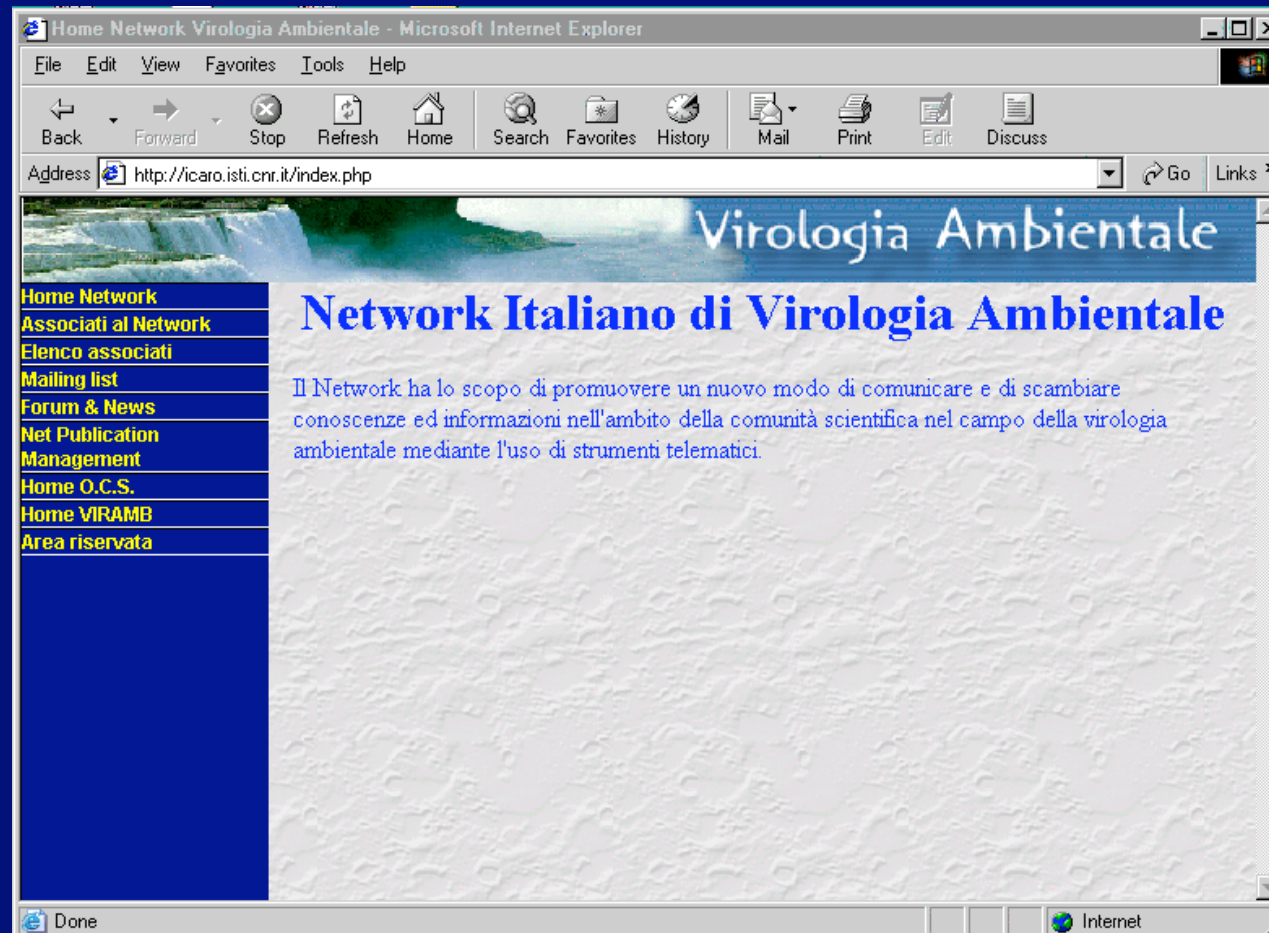 Home Network Virologia Ambientale - Microsoft Internet Explorer
File Edit View Favorites Tools Help
Back Forward Stop Refresh Home Search Favorites History Mail Print Edit Discuss
Address http://icaro.isti.cnr.it/index.php Go Links
Virologia Ambientale
Home Network
Associati al Network
Elenco associati
Mailing list
Forum & News
Net Publication
Management
Home O.C.S.
Home VIRAMB
Area riservata
Network Italiano di Virologia Ambientale
Il Network ha lo scopo di promuovere un nuovo modo di comunicare e di scambiare
conoscenze ed informazioni nell'ambito della comunità scientifica nel campo della virologia
ambientale mediante l'uso di strumenti telematici.
Done Internet